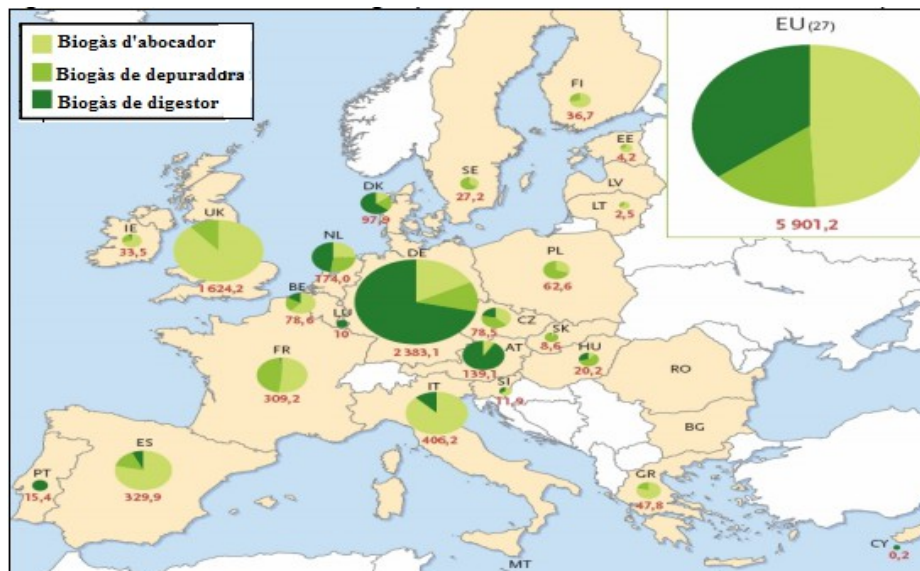 Biogàs d'abocador
Biogàs de depuradora
Biogàs de digestor
EU (27)
5 901,2
FI
36,7
EE
4,2
SE
27,2
LV
LT
2,5
DK
97,9
IE
33,5
UK
1 624,2
NL
174,0
DE
2 383,1
PL
62,6
BE
78,6
LU
10
CZ
78,5
SK
8,6
AT
139,1
HU
20,2
FR
309,2
SI
11,9
RO
IT
406,2
BG
ES
329,9
PT
15,4
GR
47,8
CY
0,2
MT